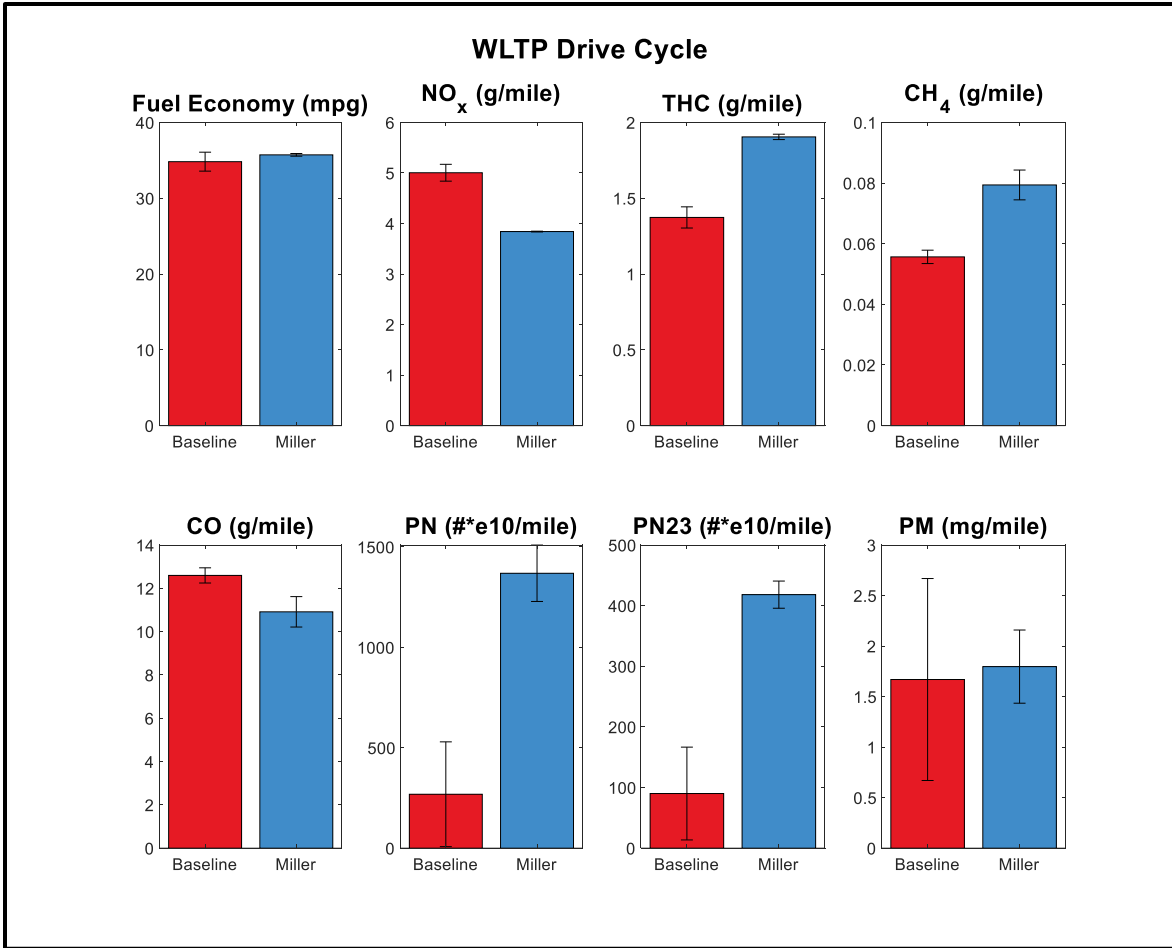 WLTP Drive Cycle
Fuel Economy (mpg)
40
30
20
10
0
Baseline Miller
NOx (g/mile)
6
5
4
3
2
1
0
Baseline Miller
THC (g/mile)
2
1.5
1
0.5
0
Baseline Miller
CH4 (g/mile)
0.1
0.08
0.06
0.04
0.02
0
Baseline Miller
CO (g/mile)
14
12
10
8
6
4
2
0
Baseline Miller
PN (#*e10/mile)
1500
1000
500
0
Baseline Miller
PN23 (#*e10/mile)
500
400
300
200
100
0
Baseline Miller
PM (mg/mile)
3
2.5
2
1.5
1
0.5
0
Baseline Miller